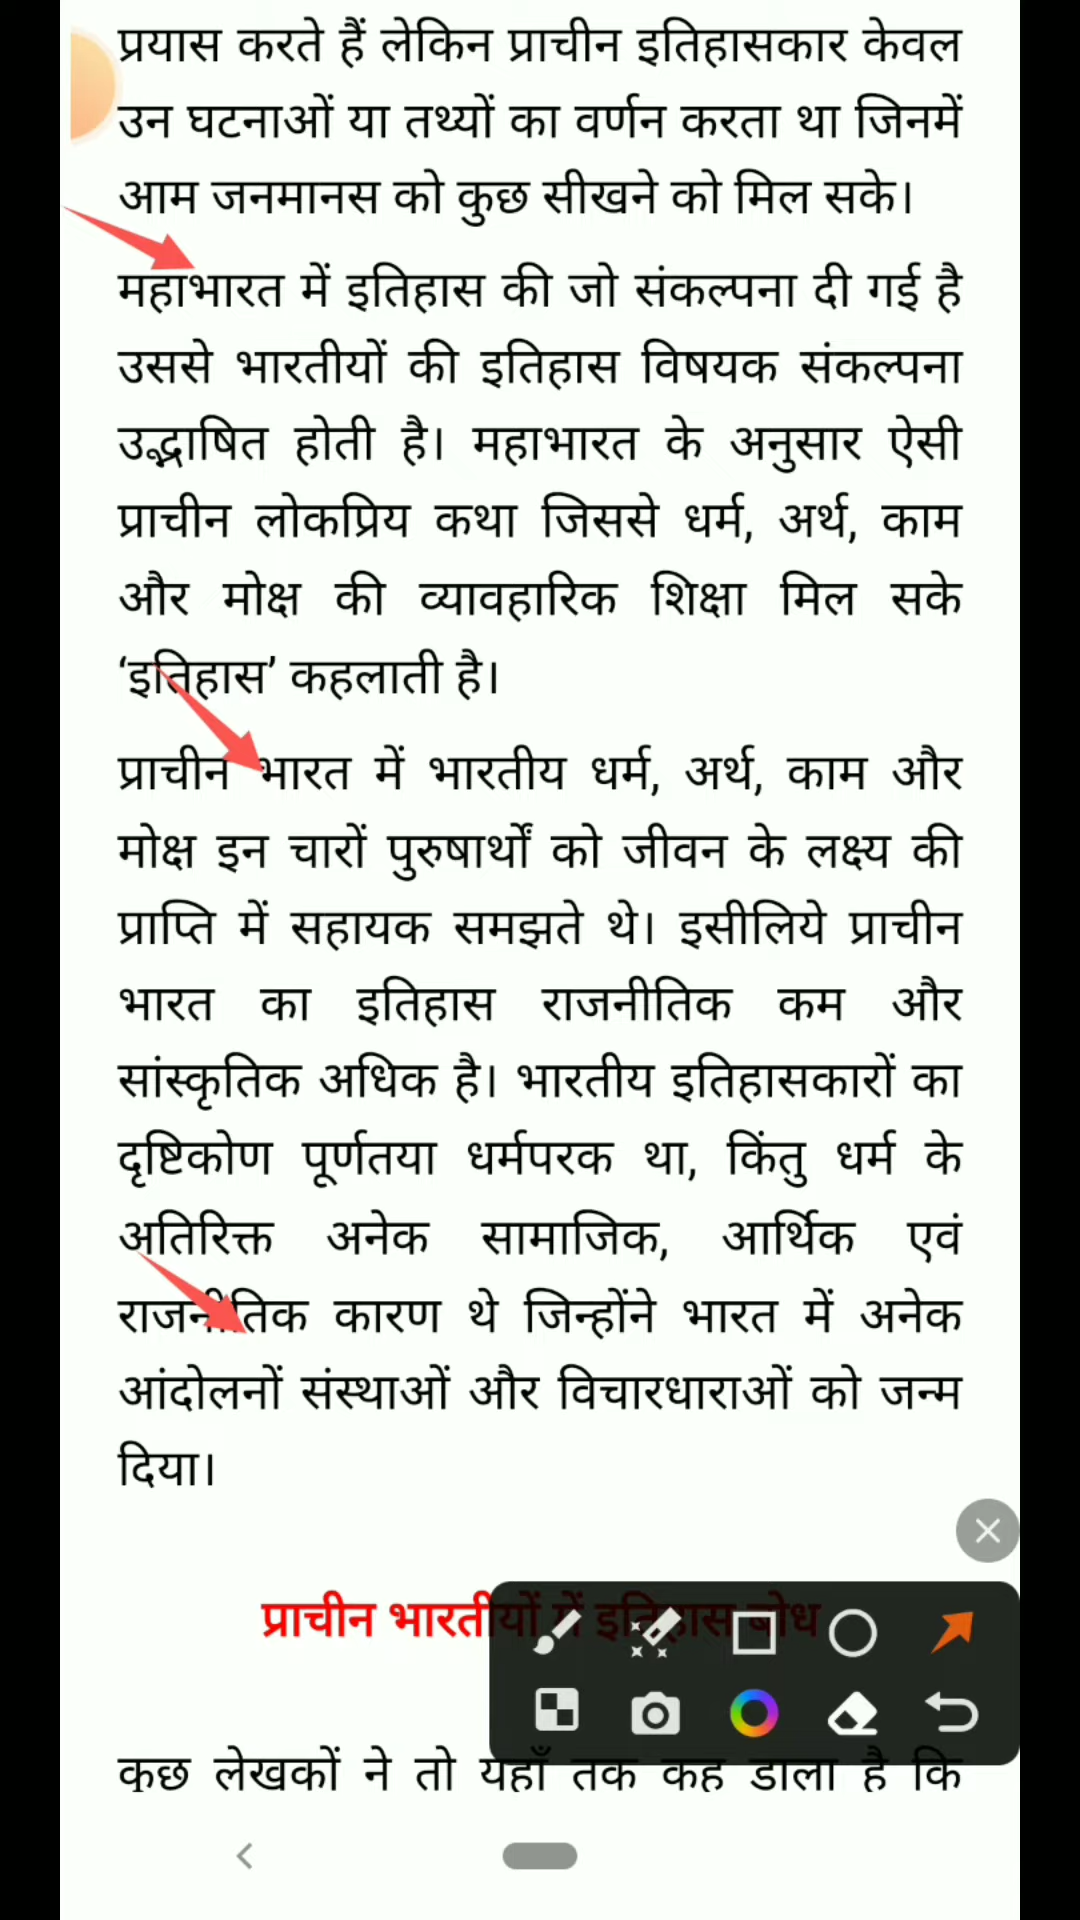 प्रयास करते हैं लेकिन प्राचीन इतिहासकार केवल
उन घटनाओं या तथ्यों का वर्णन करता था जिनमें
आम जनमानस को कुछ सीखने को मिल सके।
महाभारत में इतिहास की जो संकल्पना दी गई है
उससे भारतीयों की इतिहास विषयक संकल्पना
उद्भाषित होती है। महाभारत के अनुसार ऐसी
प्राचीन लोकप्रिय कथा जिससे धर्म, अर्थ, काम
और मोक्ष की व्यावहारिक शिक्षा मिल सके
‘इतिहास’ कहलाती है।
प्राचीन भारत में भारतीय धर्म, अर्थ, काम और
मोक्ष इन चारों पुरुषार्थों को जीवन के लक्ष्य की
प्राप्ति में सहायक समझते थे। इसीलिये प्राचीन
भारत का इतिहास राजनीतिक कम और
सांस्कृतिक अधिक है। भारतीय इतिहासकारों का
दृष्टिकोण पूर्णतया धर्मपरक था, किंतु धर्म के
अतिरिक्त अनेक सामाजिक, आर्थिक एवं
राजनीतिक कारण थे जिन्होंने भारत में अनेक
आंदोलनों संस्थाओं और विचारधाराओं को जन्म
दिया।
प्राचीन भारतीयों में इतिहास बोध
कुछ लेखकों ने तो यहाँ तक कह डाला है कि